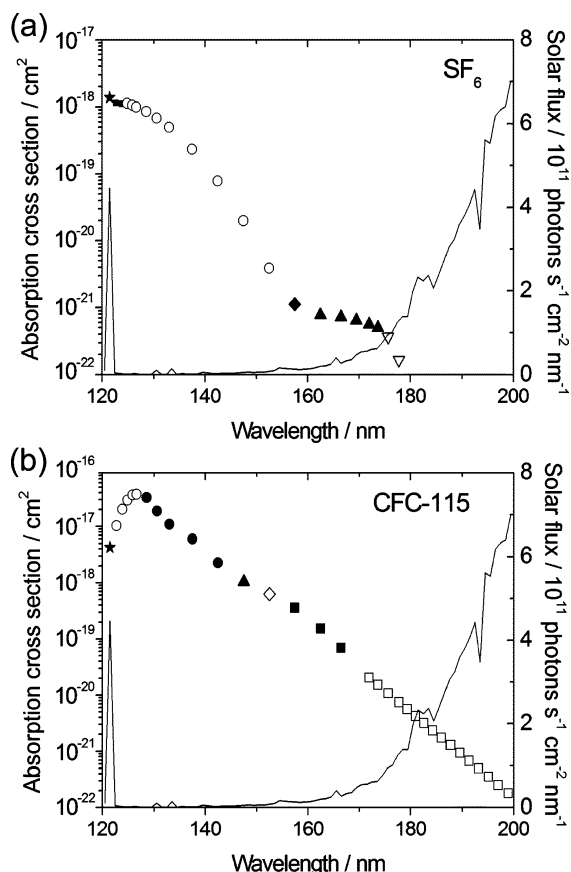 (a)
SF6
10^-17
10^-18
10^-19
10^-20
10^-21
10^-22
Absorption cross section / cm^2
8
6
4
2
0
Solar flux / 10^11 photons s^-1 cm^-2 nm^-1
120 140 160 180 200
Wavelength / nm
(b)
CFC-115
10^-16
10^-17
10^-18
10^-19
10^-20
10^-21
10^-22
Absorption cross section / cm^2
8
6
4
2
0
Solar flux / 10^11 photons s^-1 cm^-2 nm^-1
120 140 160 180 200
Wavelength / nm